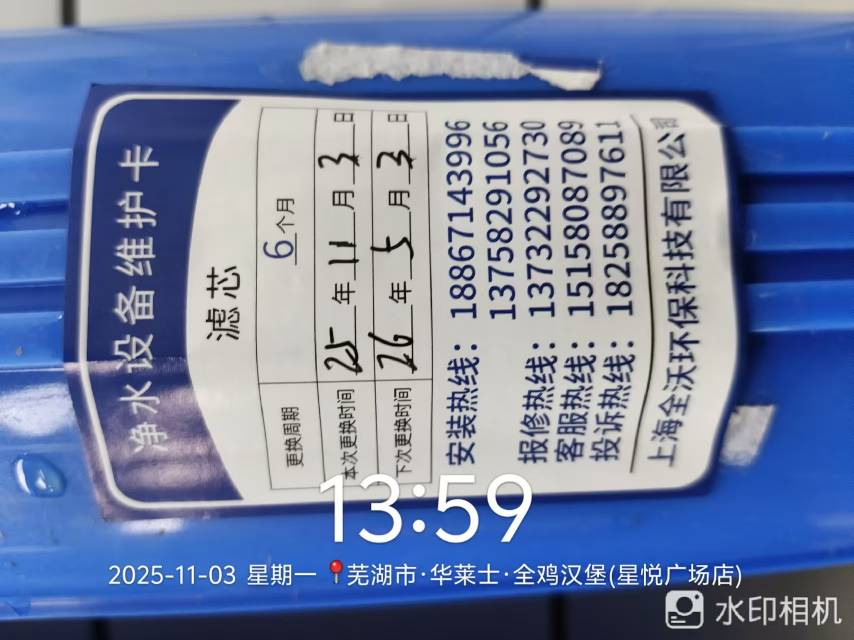 净水设备维护卡
滤芯
更换周期 6个月
本次更换时间 25年11月3日
下次更换时间 26年5月3日
安装热线：18867143996
13758291056
报修热线：13732292730
客服热线：15158087089
投诉热线：18258897611
上海全沃环保科技有限公司
13:59
2025-11-03 星期一 芜湖市·华莱士·全鸡汉堡(星悦广场店)
水印相机